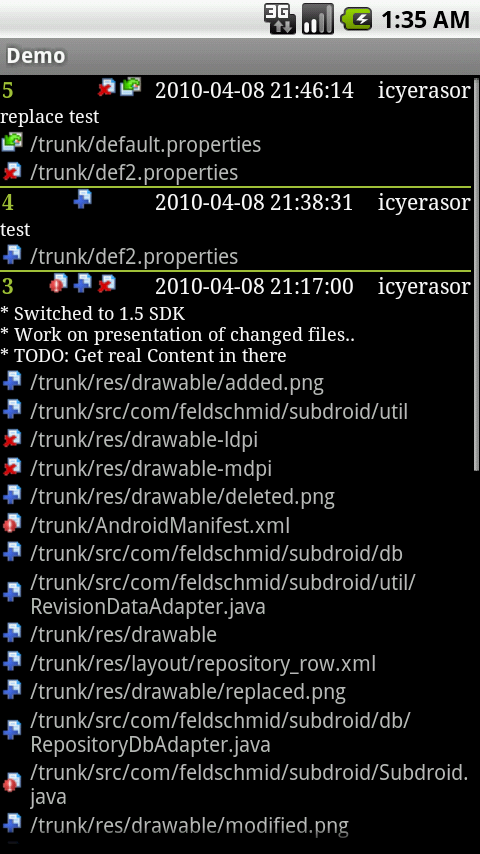 3G
1:35 AM
Demo
5 2010-04-08 21:46:14 icyerasor
replace test
/trunk/default.properties
/trunk/def2.properties
4 2010-04-08 21:38:31 icyerasor
test
/trunk/def2.properties
3 2010-04-08 21:17:00 icyerasor
* Switched to 1.5 SDK
* Work on presentation of changed files..
* TODO: Get real Content in there
/trunk/res/drawable/added.png
/trunk/src/com/feldschmid/subdroid/util
/trunk/res/drawable-ldpi
/trunk/res/drawable-mdpi
/trunk/res/drawable/deleted.png
/trunk/AndroidManifest.xml
/trunk/src/com/feldschmid/subdroid/db
/trunk/src/com/feldschmid/subdroid/util/
RevisionDataAdapter.java
/trunk/res/drawable
/trunk/res/layout/repository_row.xml
/trunk/res/drawable/replaced.png
/trunk/src/com/feldschmid/subdroid/db/
RepositoryDbAdapter.java
/trunk/src/com/feldschmid/subdroid/Subdroid.
java
/trunk/res/drawable/modified.png